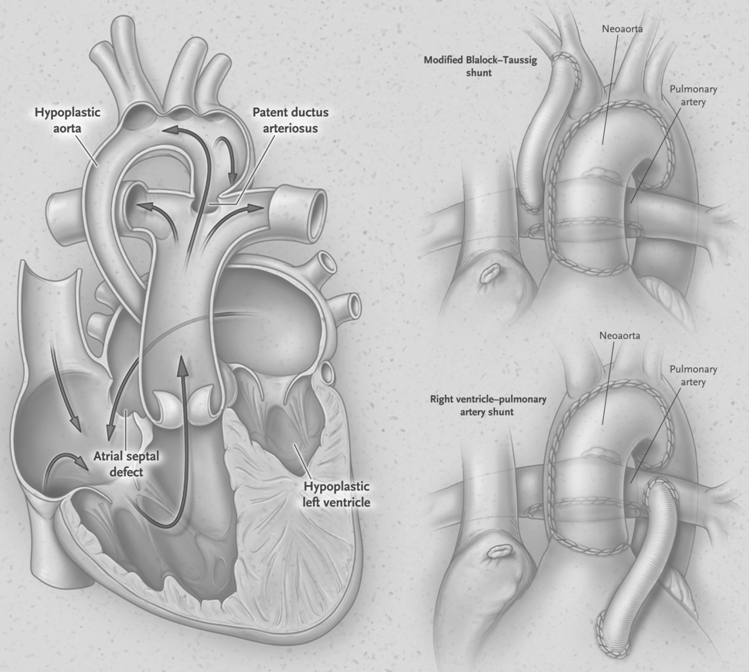 Hypoplastic
aorta
Patent ductus
arteriosus
Atrial septal
defect
Hypoplastic
left ventricle
Modified Blalock–Taussig
shunt
Neoaorta
Pulmonary
artery
Neoaorta
Pulmonary
artery
Right ventricle–pulmonary
artery shunt